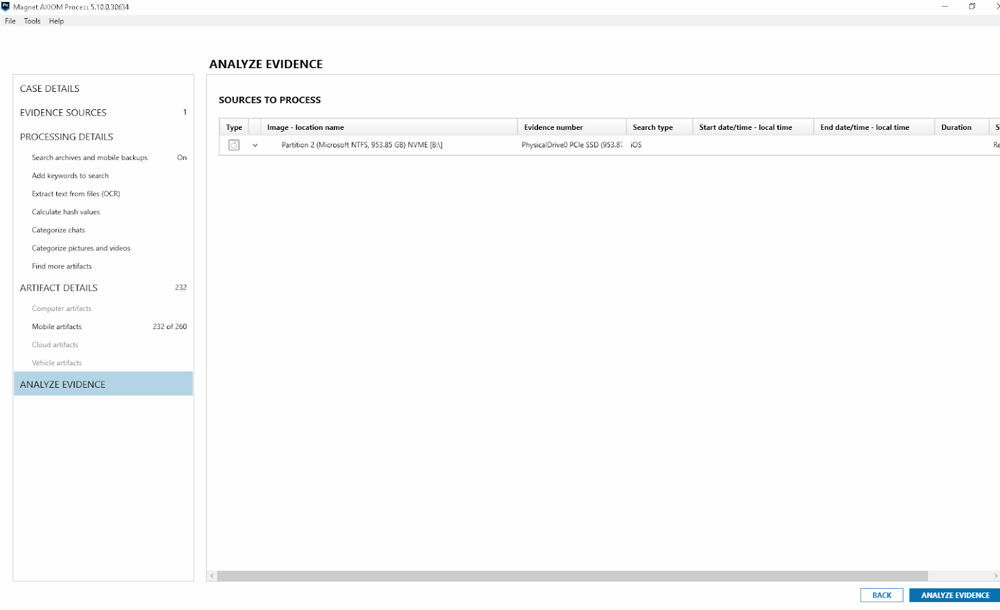 Magnet AXIOM Process 5.10.0.30634
File Tools Help
ANALYZE EVIDENCE
CASE DETAILS
EVIDENCE SOURCES 1
PROCESSING DETAILS
Search archives and mobile backups On
Add keywords to search
Extract text from files (OCR)
Calculate hash values
Categorize chats
Categorize pictures and videos
Find more artifacts
ARTIFACT DETAILS 232
Computer artifacts
Mobile artifacts 232 of 260
Cloud artifacts
Vehicle artifacts
ANALYZE EVIDENCE
SOURCES TO PROCESS
Type Image - location name Evidence number Search type Start date/time - local time End date/time - local time Duration S
Partition 2 (Microsoft NTFS, 953.85 GB) NVME [B:\] PhysicalDrive0 PCIe SSD (953.87 iOS Re
BACK ANALYZE EVIDENCE